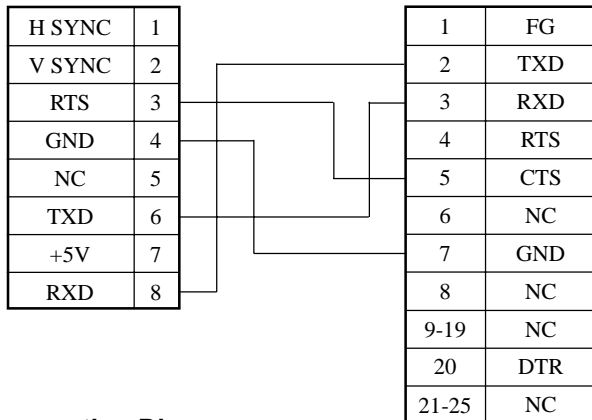 H SYNC 1
V SYNC 2
RTS 3
GND 4
NC 5
TXD 6
+5V 7
RXD 8
1 FG
2 TXD
3 RXD
4 RTS
5 CTS
6 NC
7 GND
8 NC
9-19 NC
20 DTR
21-25 NC